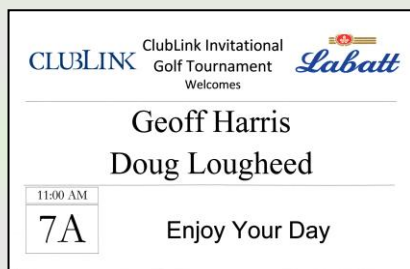 CLUBLINK
ClubLink Invitational
Golf Tournament
Welcomes
Labatt
Geoff Harris
Doug Lougheed
11:00 AM
7A
Enjoy Your Day